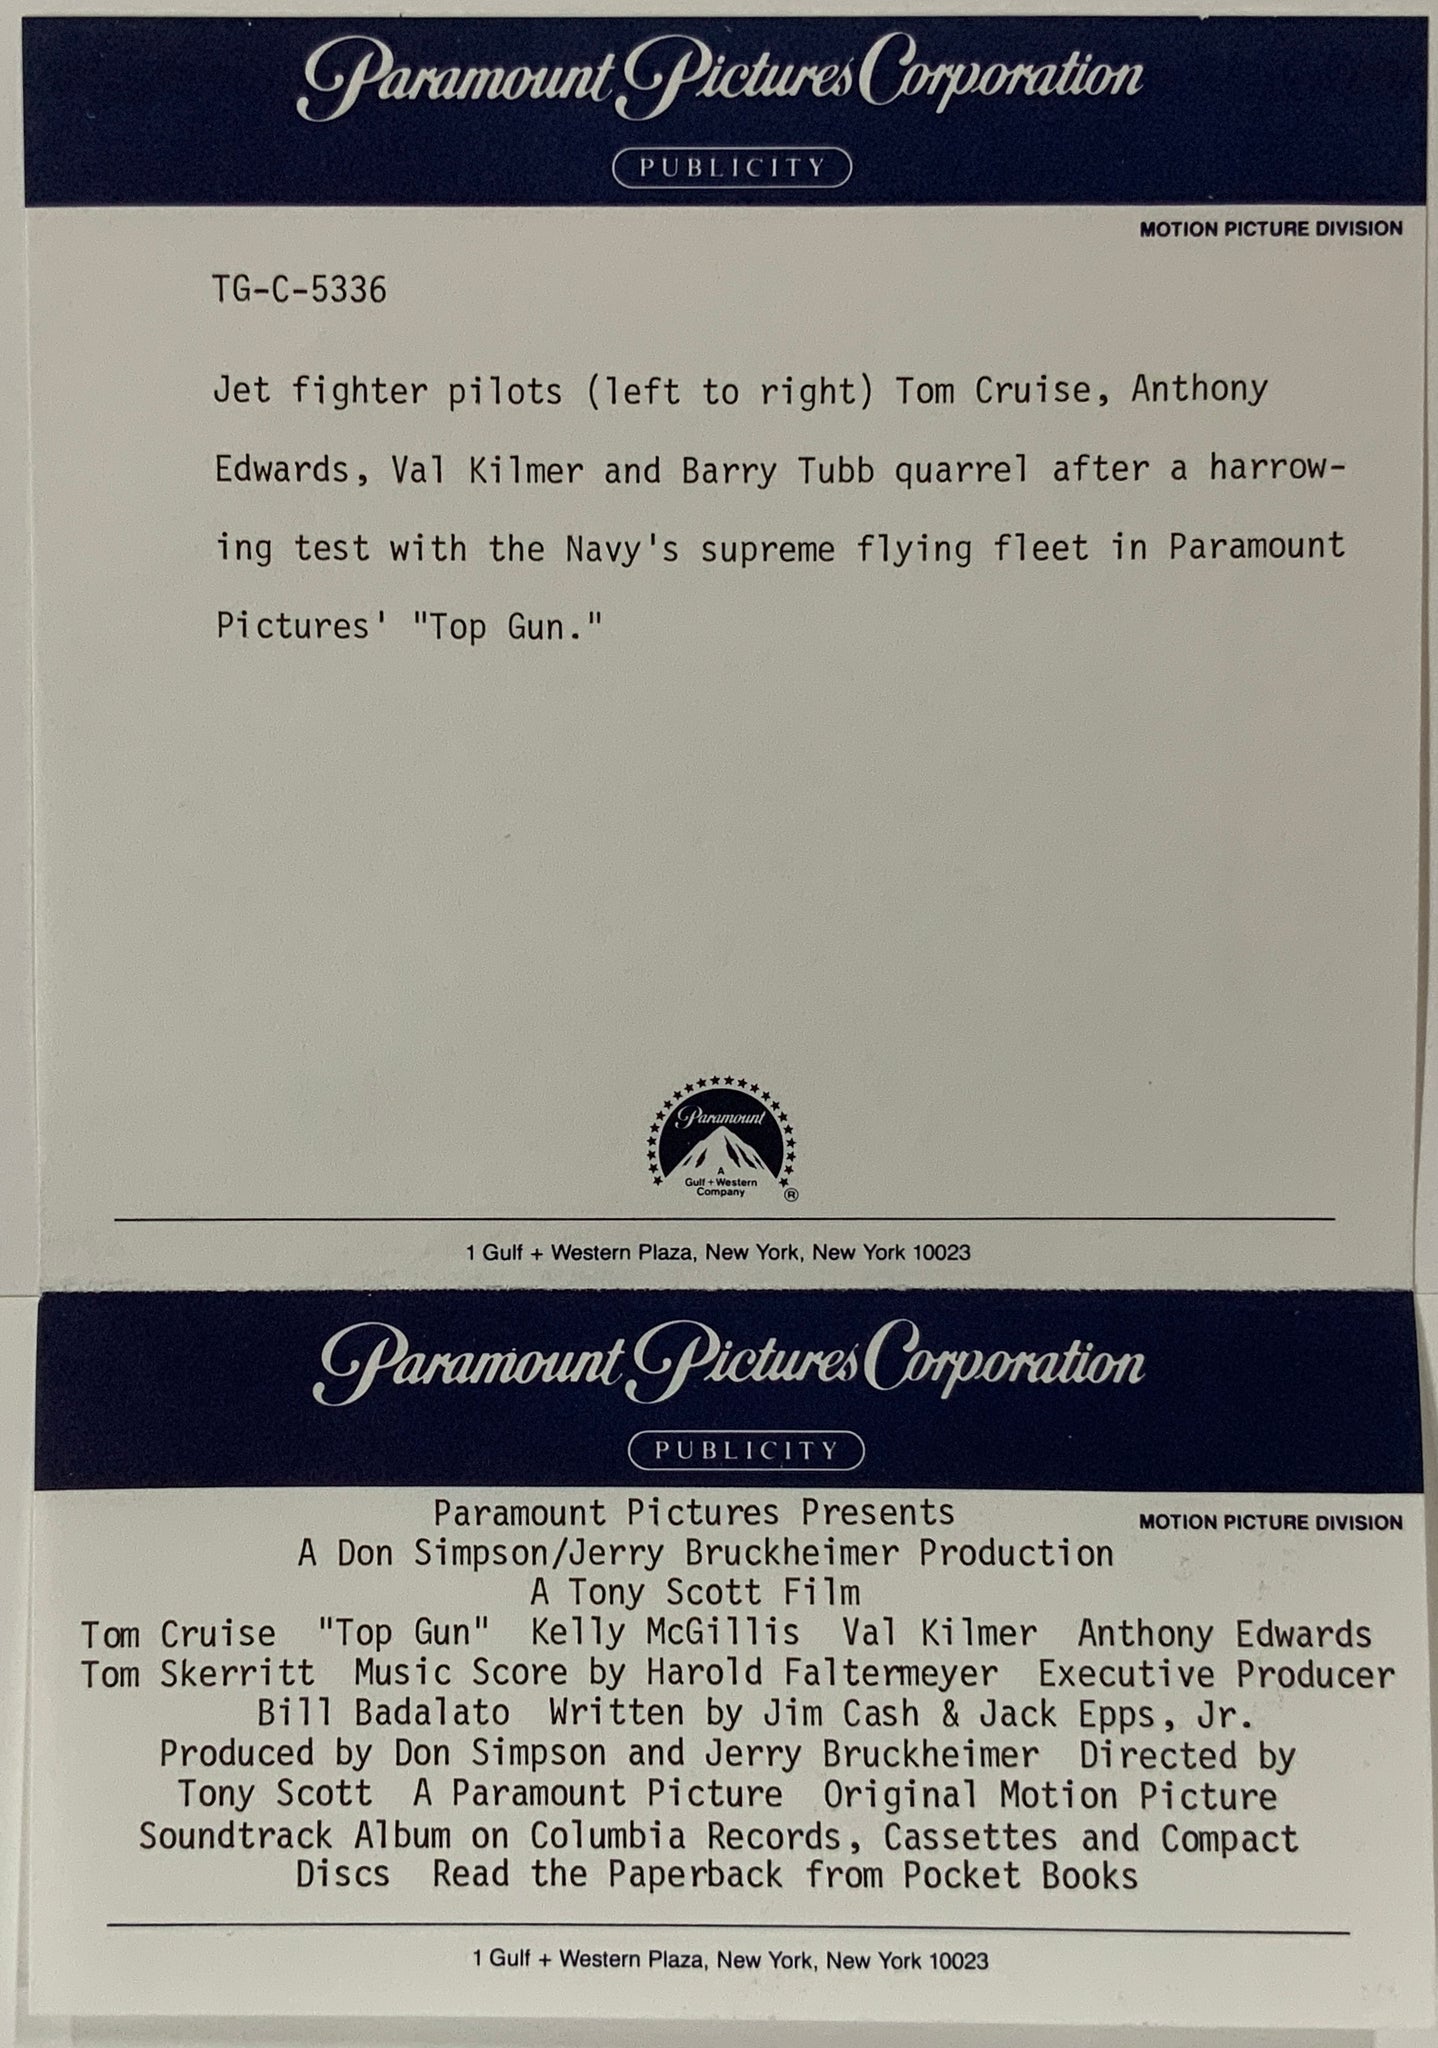 Paramount Pictures Corporation
PUBLICITY
MOTION PICTURE DIVISION
TG-C-5336
Jet fighter pilots (left to right) Tom Cruise, Anthony
Edwards, Val Kilmer and Barry Tubb quarrel after a harrow-
ing test with the Navy's supreme flying fleet in Paramount
Pictures' "Top Gun."
Paramount
A
Gulf + Western
Company
®
1 Gulf + Western Plaza, New York, New York 10023
Paramount Pictures Corporation
PUBLICITY
Paramount Pictures Presents
MOTION PICTURE DIVISION
A Don Simpson/Jerry Bruckheimer Production
A Tony Scott Film
Tom Cruise "Top Gun" Kelly McGillis Val Kilmer Anthony Edwards
Tom Skerritt Music Score by Harold Faltermeyer Executive Producer
Bill Badalato Written by Jim Cash & Jack Epps, Jr.
Produced by Don Simpson and Jerry Bruckheimer Directed by
Tony Scott A Paramount Picture Original Motion Picture
Soundtrack Album on Columbia Records, Cassettes and Compact
Discs Read the Paperback from Pocket Books
1 Gulf + Western Plaza, New York, New York 10023